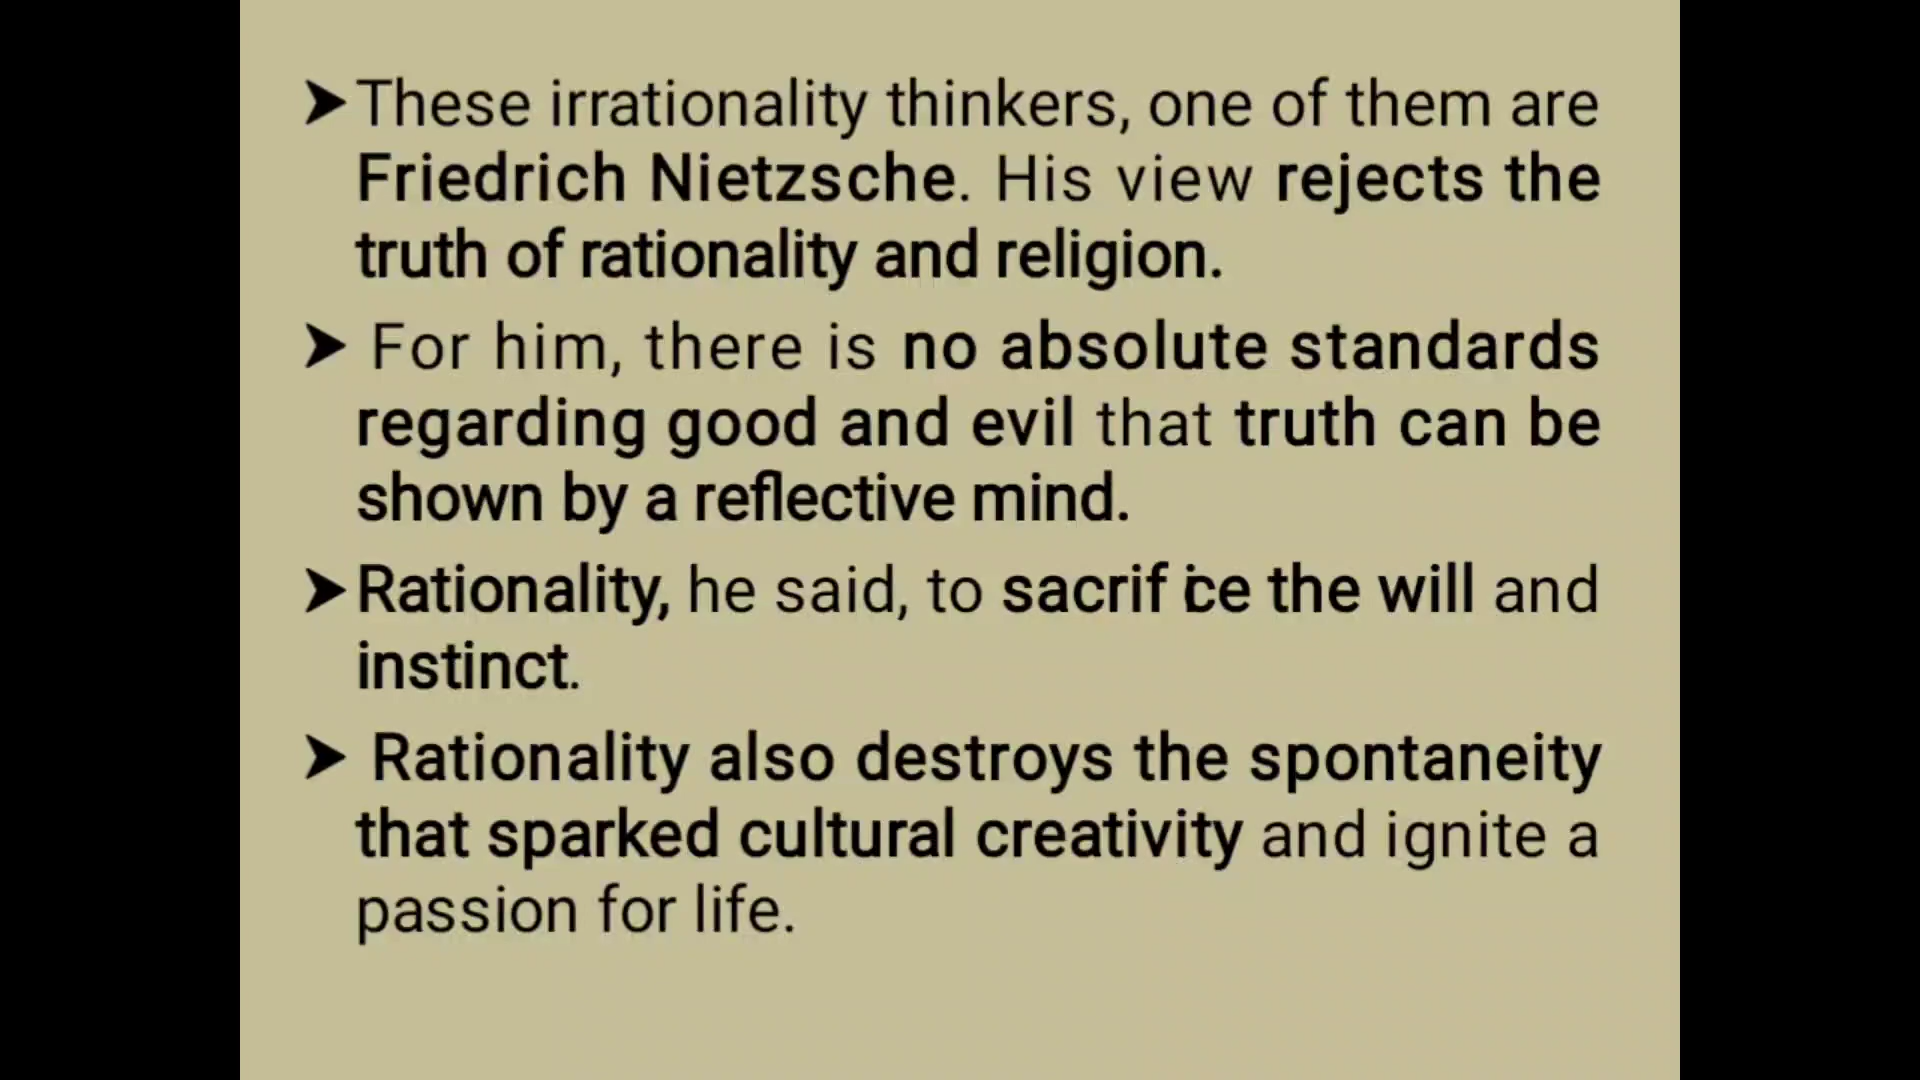 ➤These irrationality thinkers, one of them are
Friedrich Nietzsche. His view rejects the
truth of rationality and religion.
➤ For him, there is no absolute standards
regarding good and evil that truth can be
shown by a reflective mind.
➤Rationality, he said, to sacrifice the will and
instinct.
➤ Rationality also destroys the spontaneity
that sparked cultural creativity and ignite a
passion for life.